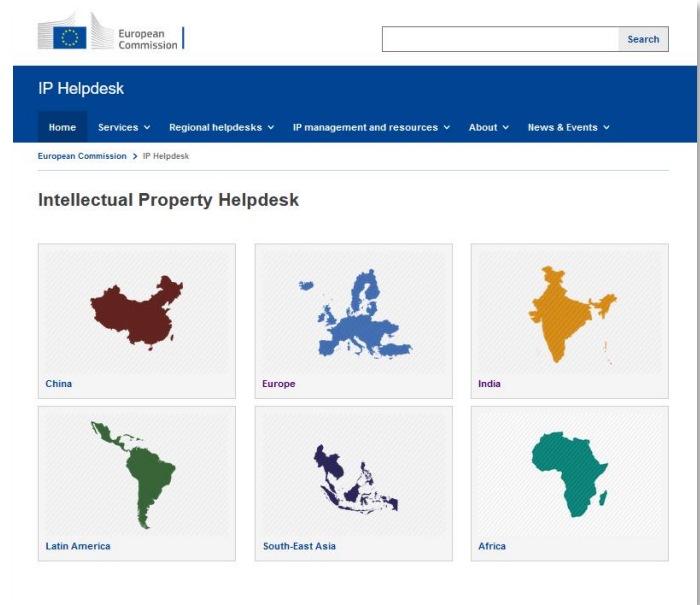 European
Commission
Search
IP Helpdesk
Home Services Regional helpdesks IP management and resources About News & Events
European Commission > IP Helpdesk
Intellectual Property Helpdesk
China Europe India
Latin America South-East Asia Africa